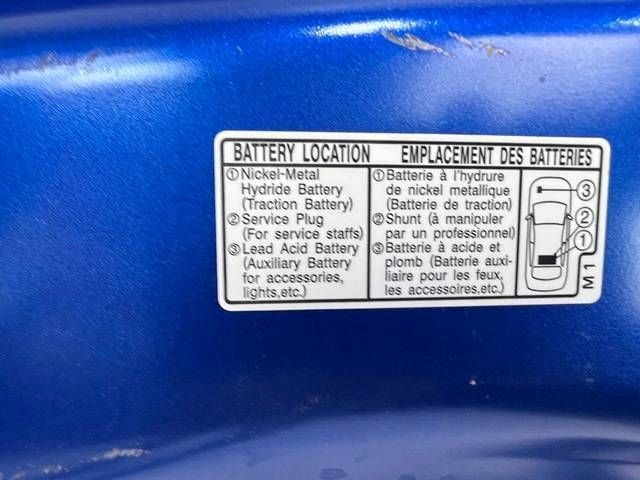 BATTERY LOCATION
①Nickel-Metal
Hydride Battery
(Traction Battery)
②Service Plug
(For service staffs)
③Lead Acid Battery
(Auxiliary Battery
for accessories,
lights,etc.)
EMPLACEMENT DES BATTERIES
①Batterie à l'hydrure
de nickel metallique
(Batterie de traction)
②Shunt (à manipuler
par un professionnel)
③Batterie à acide et
plomb (Batterie auxi-
liaire pour les feux,
les accessoires,etc.)
③
②
①
M1